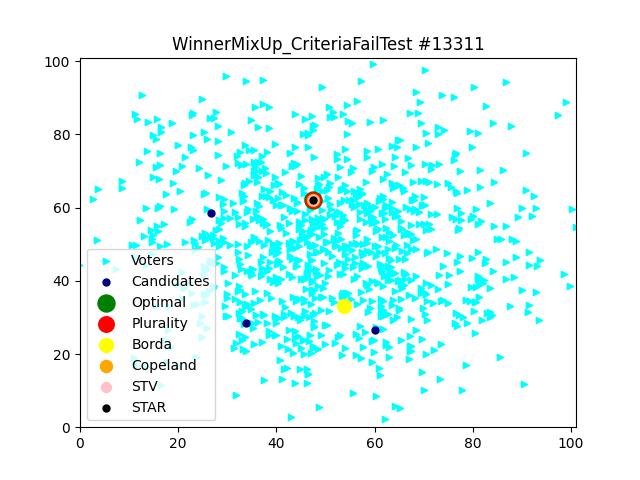 WinnerMixUp_CriteriaFailTest #13311
100
80
60
40
20
0
0
20
40
60
80
100
Voters
Candidates
Optimal
Plurality
Borda
Copeland
STV
STAR